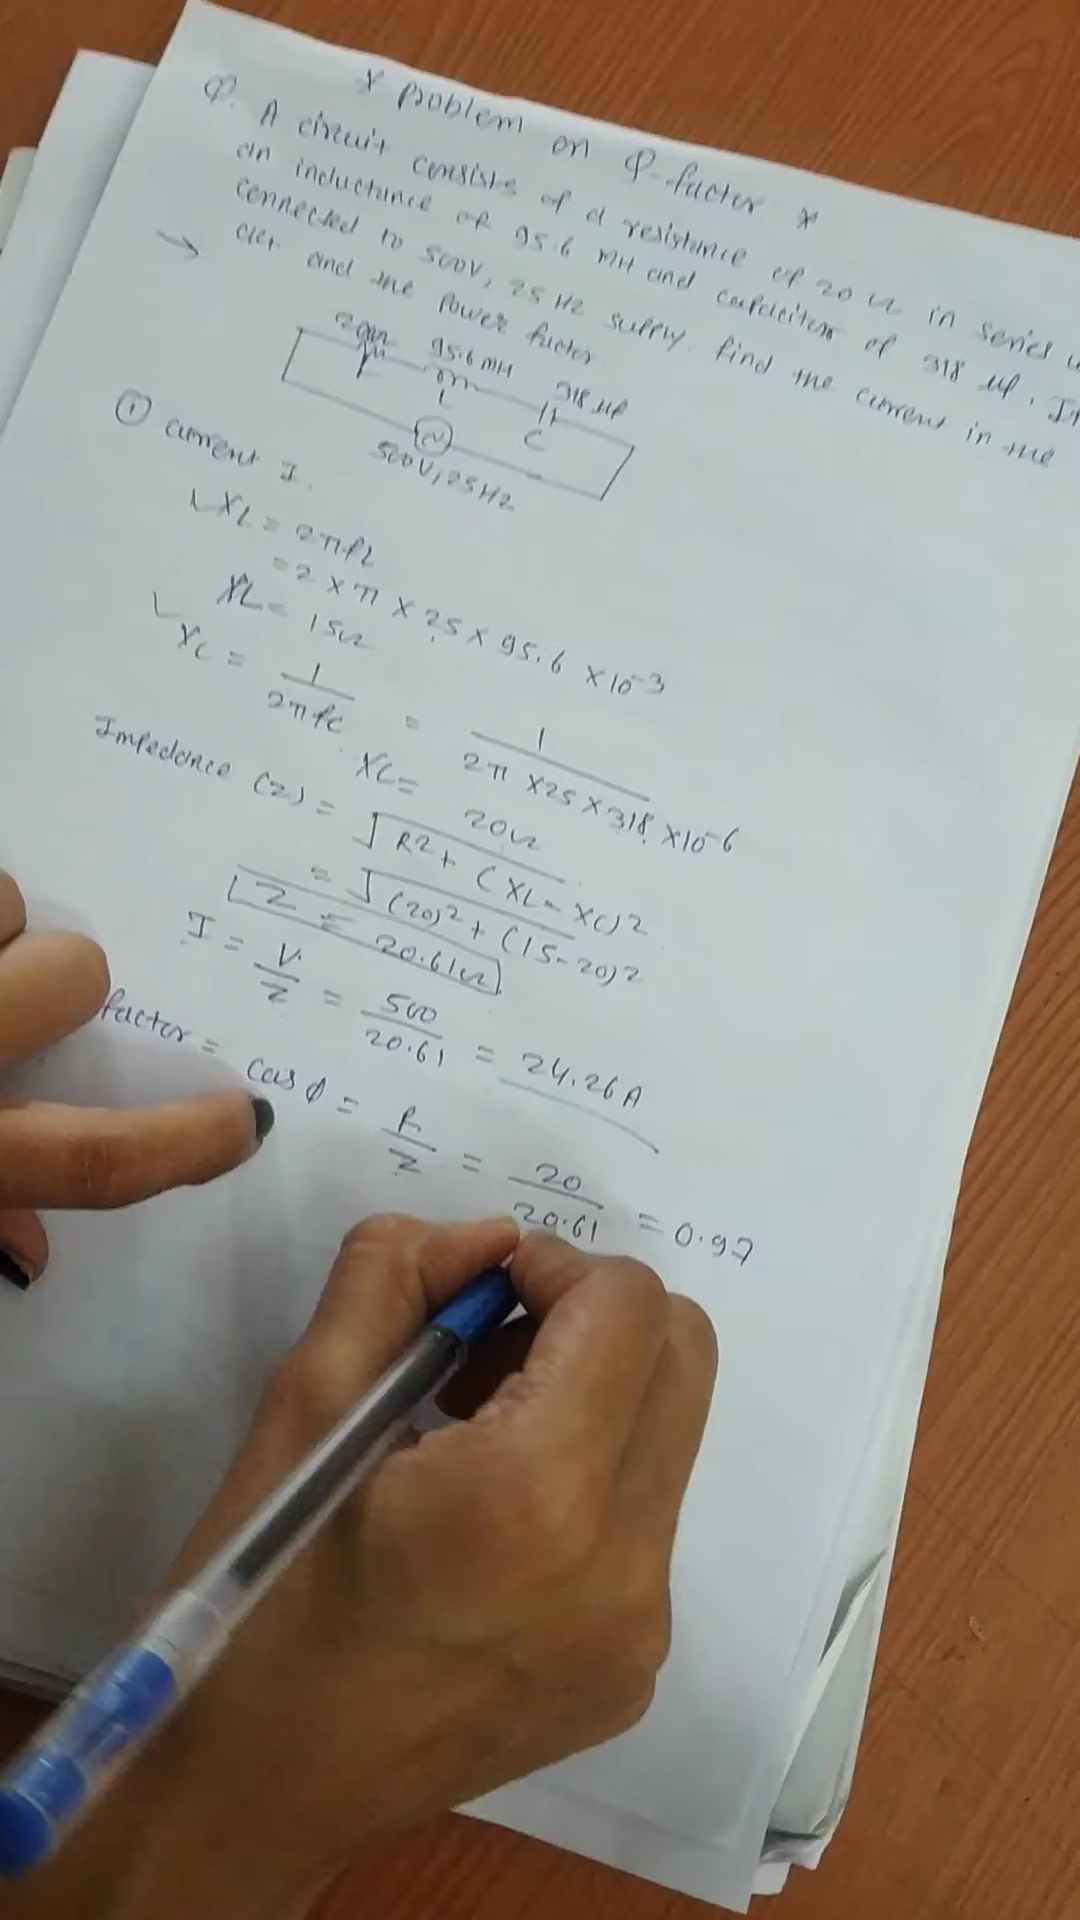 * Problem on Q-factor *
Q. A circuit consists of a resistance of 20 Ω in series
an inductance of 95.6 mH and capacitor of 318 μF. It
connected to 500V, 25 Hz supply. find the current in the
ckt and the power factor.
→
20Ω 95.6 mH 318 μF
R L C
500V, 25Hz
① current I.
XL = 2πfL
= 2 × π × 25 × 95.6 × 10-3
XL = 15Ω
XC = 1/2πfC = 1/2π × 25 × 318 × 10-6
XC = 20Ω
Impedance (Z) = √R2 + (XL - XC)2
= √(20)2 + (15-20)2
Z = 20.61Ω
I = V/Z = 500/20.61 = 24.26A
factor = cos ϕ = R/Z = 20/20.61 = 0.97